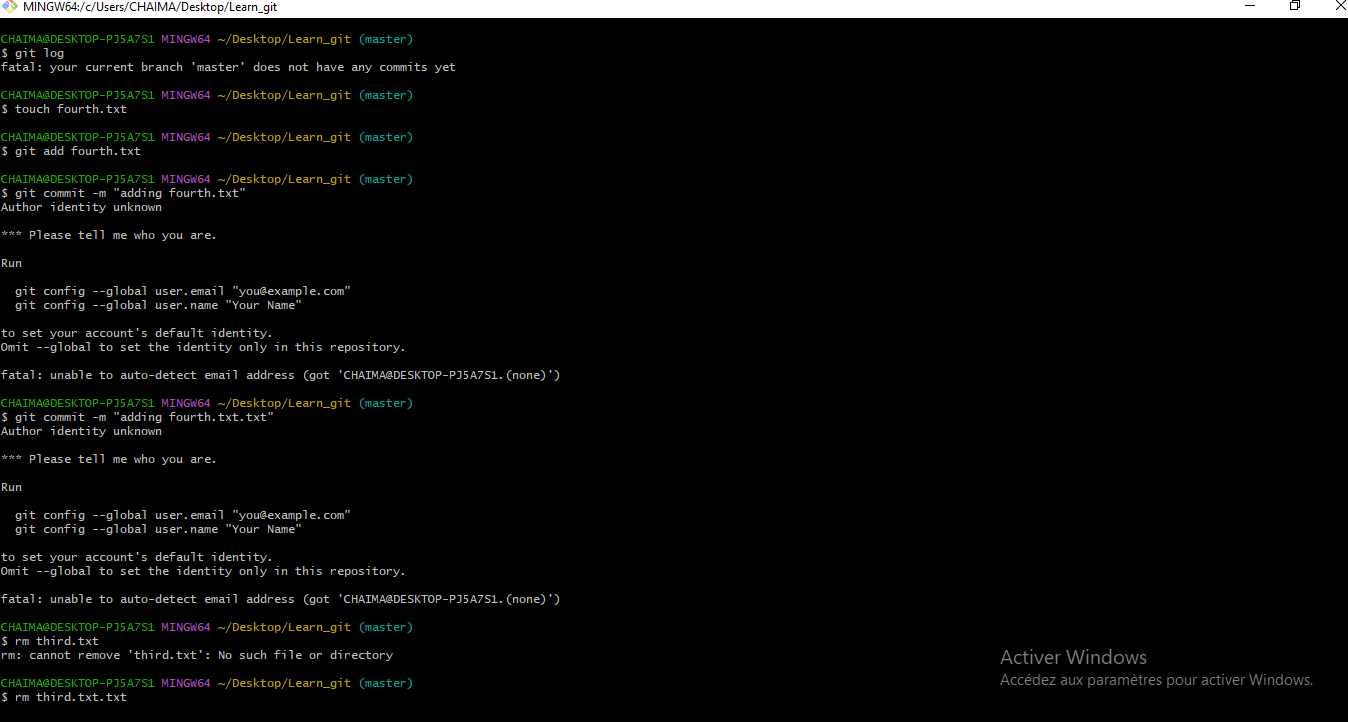 MINGW64:/c/Users/CHAIMA/Desktop/Learn_git
CHAIMA@DESKTOP-PJ5A7S1 MINGW64 ~/Desktop/Learn_git (master)
$ git log
fatal: your current branch 'master' does not have any commits yet
CHAIMA@DESKTOP-PJ5A7S1 MINGW64 ~/Desktop/Learn_git (master)
$ touch fourth.txt
CHAIMA@DESKTOP-PJ5A7S1 MINGW64 ~/Desktop/Learn_git (master)
$ git add fourth.txt
CHAIMA@DESKTOP-PJ5A7S1 MINGW64 ~/Desktop/Learn_git (master)
$ git commit -m "adding fourth.txt"
Author identity unknown
*** Please tell me who you are.
Run
git config --global user.email "you@example.com"
git config --global user.name "Your Name"
to set your account's default identity.
Omit --global to set the identity only in this repository.
fatal: unable to auto-detect email address (got 'CHAIMA@DESKTOP-PJ5A7S1.(none)')
CHAIMA@DESKTOP-PJ5A7S1 MINGW64 ~/Desktop/Learn_git (master)
$ git commit -m "adding fourth.txt.txt"
Author identity unknown
*** Please tell me who you are.
Run
git config --global user.email "you@example.com"
git config --global user.name "Your Name"
to set your account's default identity.
Omit --global to set the identity only in this repository.
fatal: unable to auto-detect email address (got 'CHAIMA@DESKTOP-PJ5A7S1.(none)')
CHAIMA@DESKTOP-PJ5A7S1 MINGW64 ~/Desktop/Learn_git (master)
$ rm third.txt
rm: cannot remove 'third.txt': No such file or directory
CHAIMA@DESKTOP-PJ5A7S1 MINGW64 ~/Desktop/Learn_git (master)
$ rm third.txt.txt
Activer Windows
Accédez aux paramètres pour activer Windows.